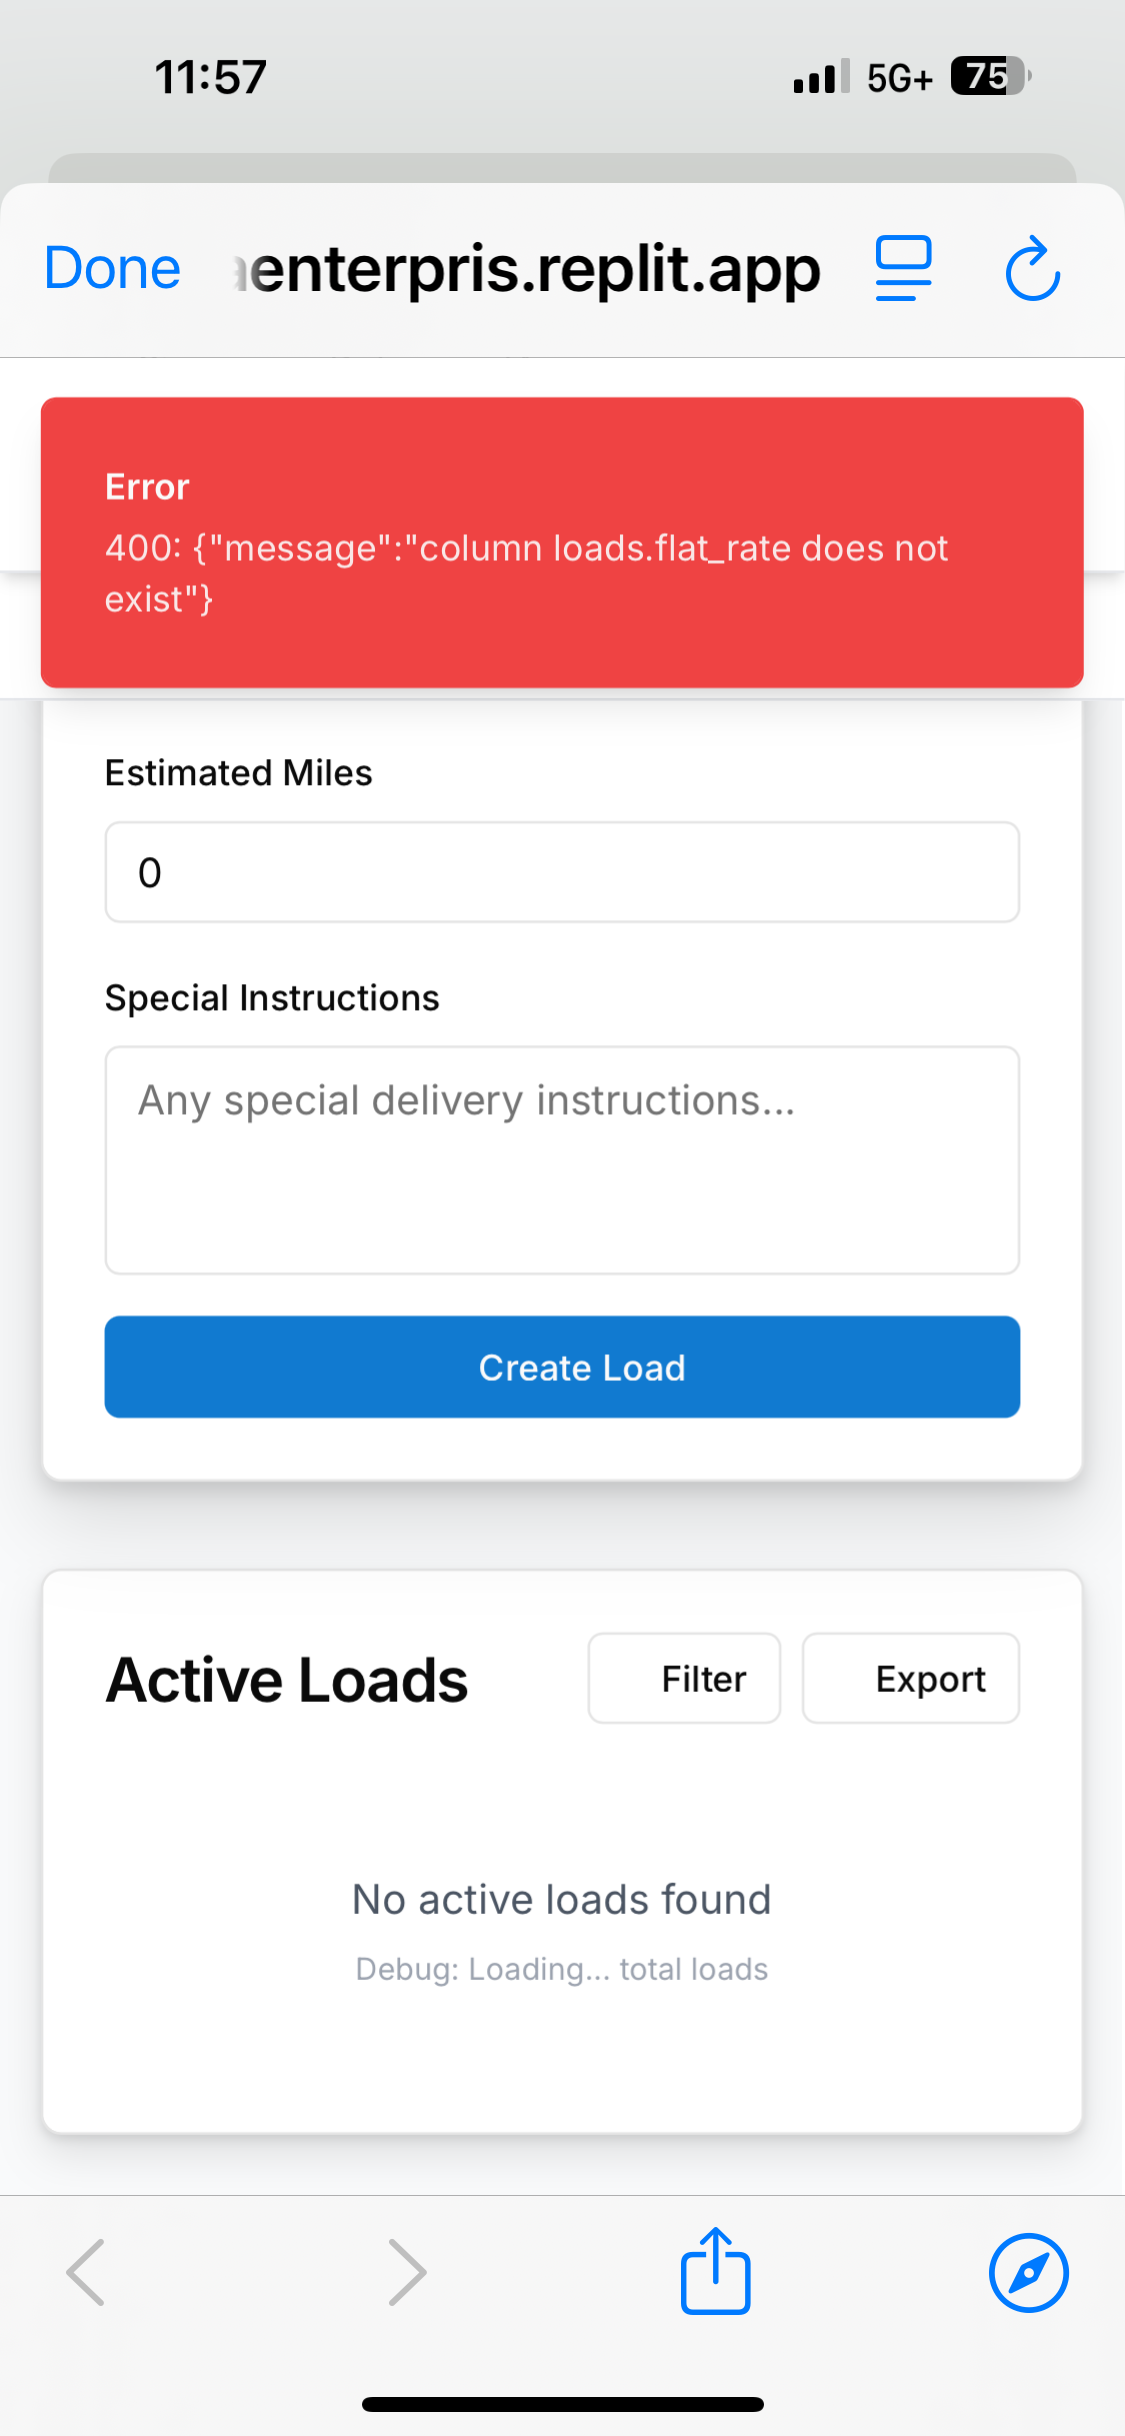 11:57
5G+
75
Done
enterpris.replit.app
Error
400: {"message":"column loads.flat_rate does not
exist"}
Estimated Miles
0
Special Instructions
Any special delivery instructions...
Create Load
Active Loads
Filter
Export
No active loads found
Debug: Loading... total loads